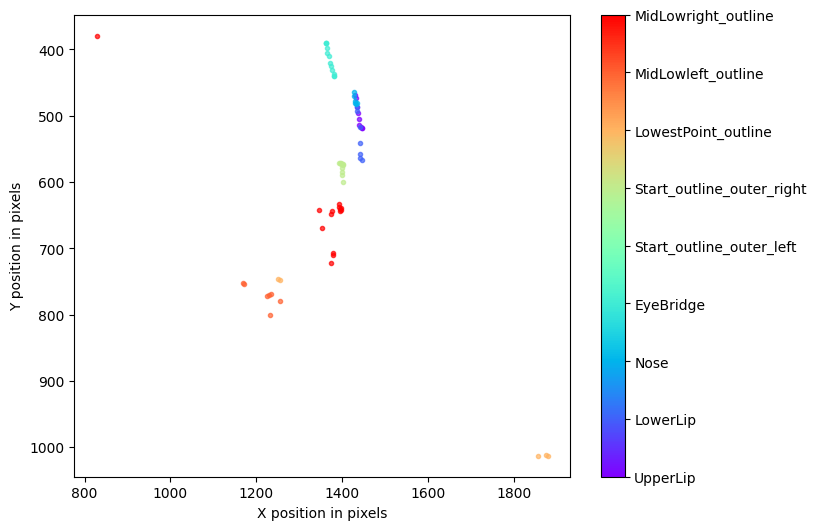 400
500
600
700
800
900
1000
Y position in pixels
800
1000
1200
1400
1600
1800
X position in pixels
MidLowright_outline
MidLowleft_outline
LowestPoint_outline
Start_outline_outer_right
Start_outline_outer_left
EyeBridge
Nose
LowerLip
UpperLip